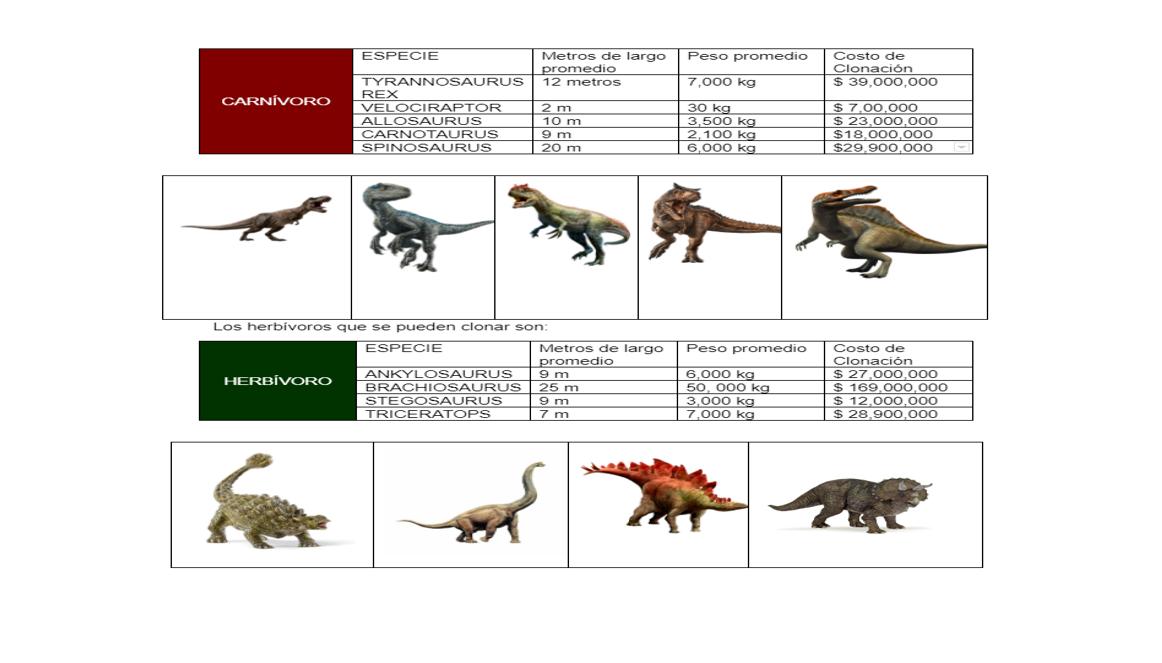 CARNÍVORO
ESPECIE Metros de largo promedio Peso promedio Costo de Clonación
TYRANNOSAURUS REX 12 metros 7,000 kg $ 39,000,000
VELOCIRAPTOR 2 m 30 kg $ 7,00,000
ALLOSAURUS 10 m 3,500 kg $ 23,000,000
CARNOTAURUS 9 m 2,100 kg $18,000,000
SPINOSAURUS 20 m 6,000 kg $29,900,000
Los herbívoros que se pueden clonar son:
HERBÍVORO
ESPECIE Metros de largo promedio Peso promedio Costo de Clonación
ANKYLOSAURUS 9 m 6,000 kg $ 27,000,000
BRACHIOSAURUS 25 m 50, 000 kg $ 169,000,000
STEGOSAURUS 9 m 3,000 kg $ 12,000,000
TRICERATOPS 7 m 7,000 kg $ 28,900,000